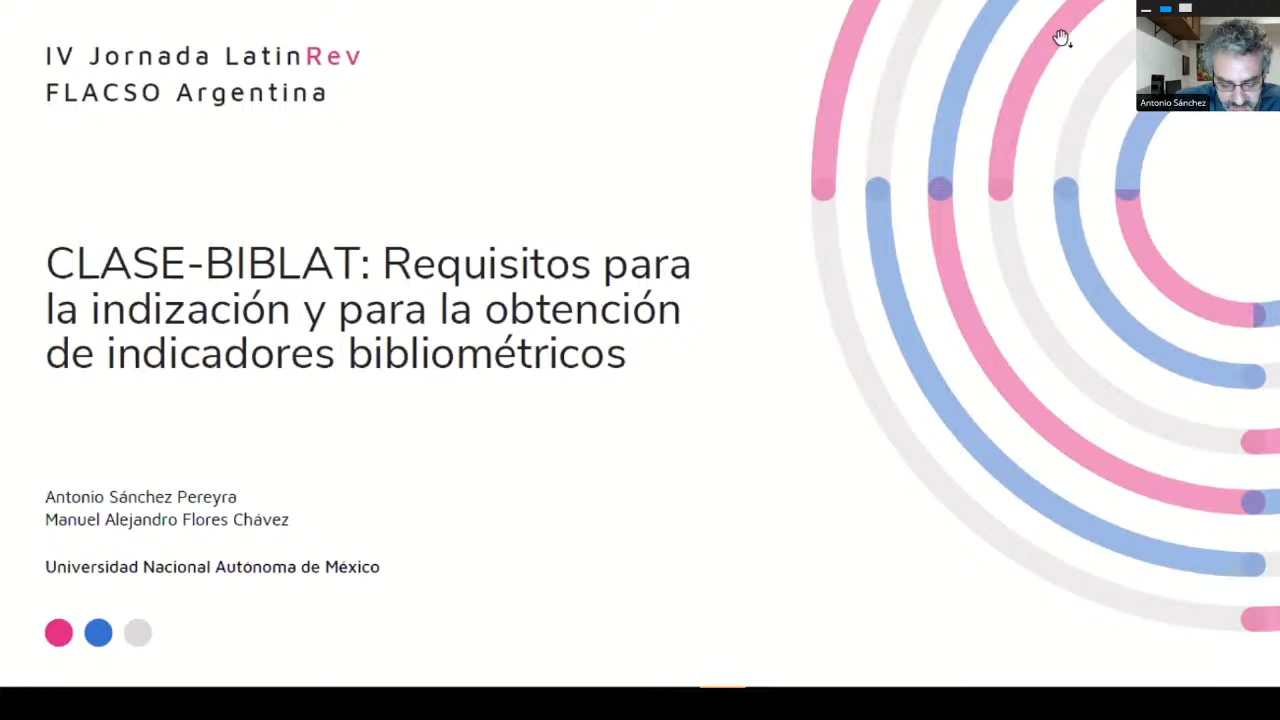 IV Jornada LatinRev
FLACSO Argentina
Antonio Sánchez
CLASE-BIBLAT: Requisitos para
la indización y para la obtención
de indicadores bibliométricos
Antonio Sánchez Pereyra
Manuel Alejandro Flores Chávez
Universidad Nacional Autónoma de México